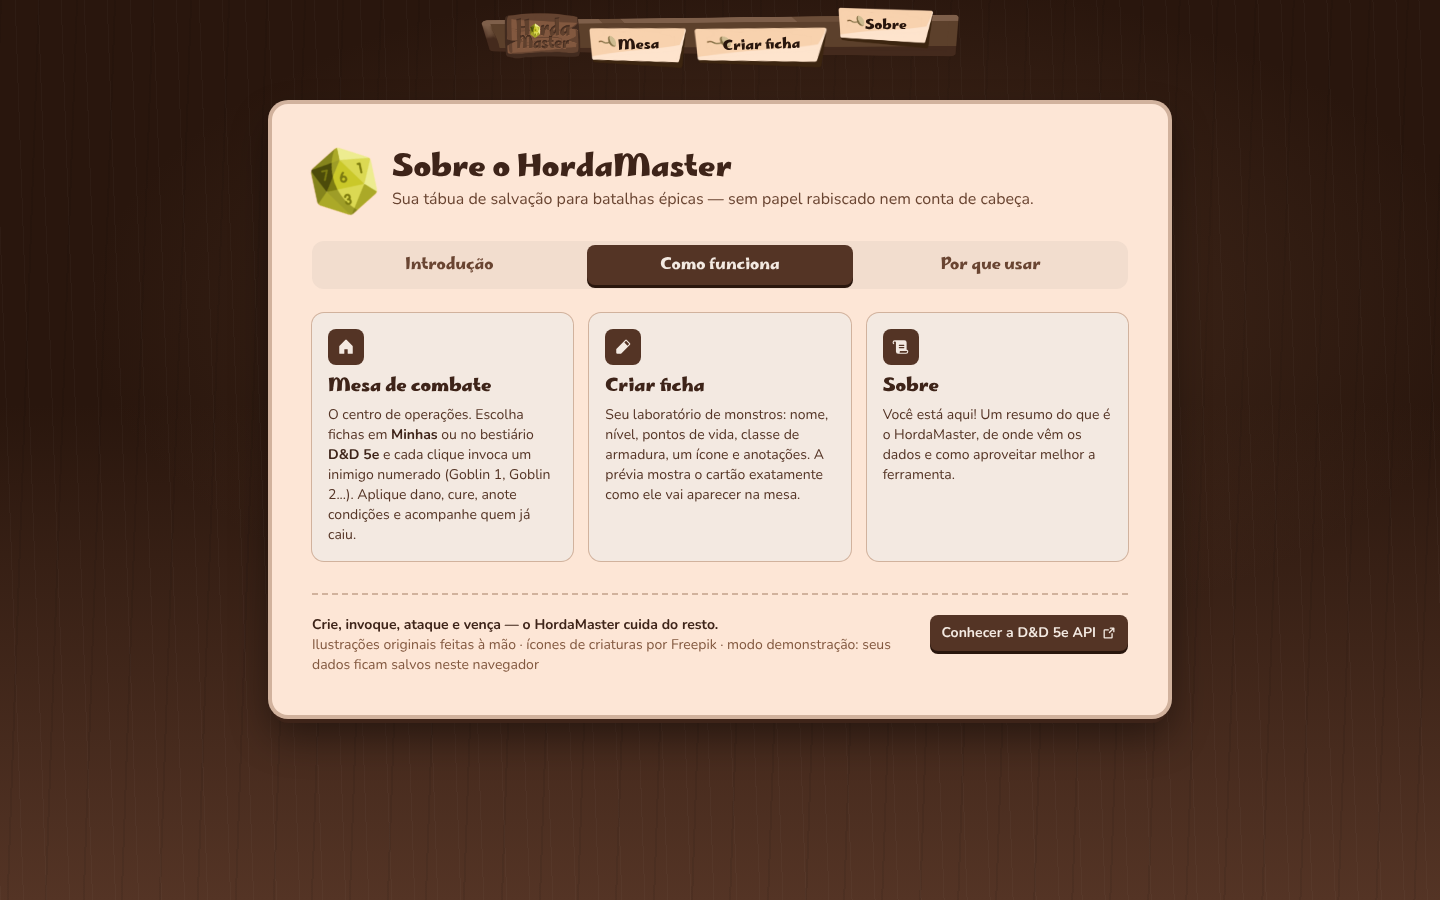 Horda
Master
Mesa
Criar ficha
Sobre
7 6 1
3
Sobre o HordaMaster
Sua tábua de salvação para batalhas épicas — sem papel rabiscado nem conta de cabeça.
Introdução
Como funciona
Por que usar
Mesa de combate
O centro de operações. Escolha
fichas em Minhas ou no bestiário
D&D 5e e cada clique invoca um
inimigo numerado (Goblin 1, Goblin
2…). Aplique dano, cure, anote
condições e acompanhe quem já
caiu.
Criar ficha
Seu laboratório de monstros: nome,
nível, pontos de vida, classe de
armadura, um ícone e anotações. A
prévia mostra o cartão exatamente
como ele vai aparecer na mesa.
Sobre
Você está aqui! Um resumo do que é
o HordaMaster, de onde vêm os
dados e como aproveitar melhor a
ferramenta.
Crie, invoque, ataque e vença — o HordaMaster cuida do resto.
Ilustrações originais feitas à mão · ícones de criaturas por Freepik · modo demonstração: seus
dados ficam salvos neste navegador
Conhecer a D&D 5e API